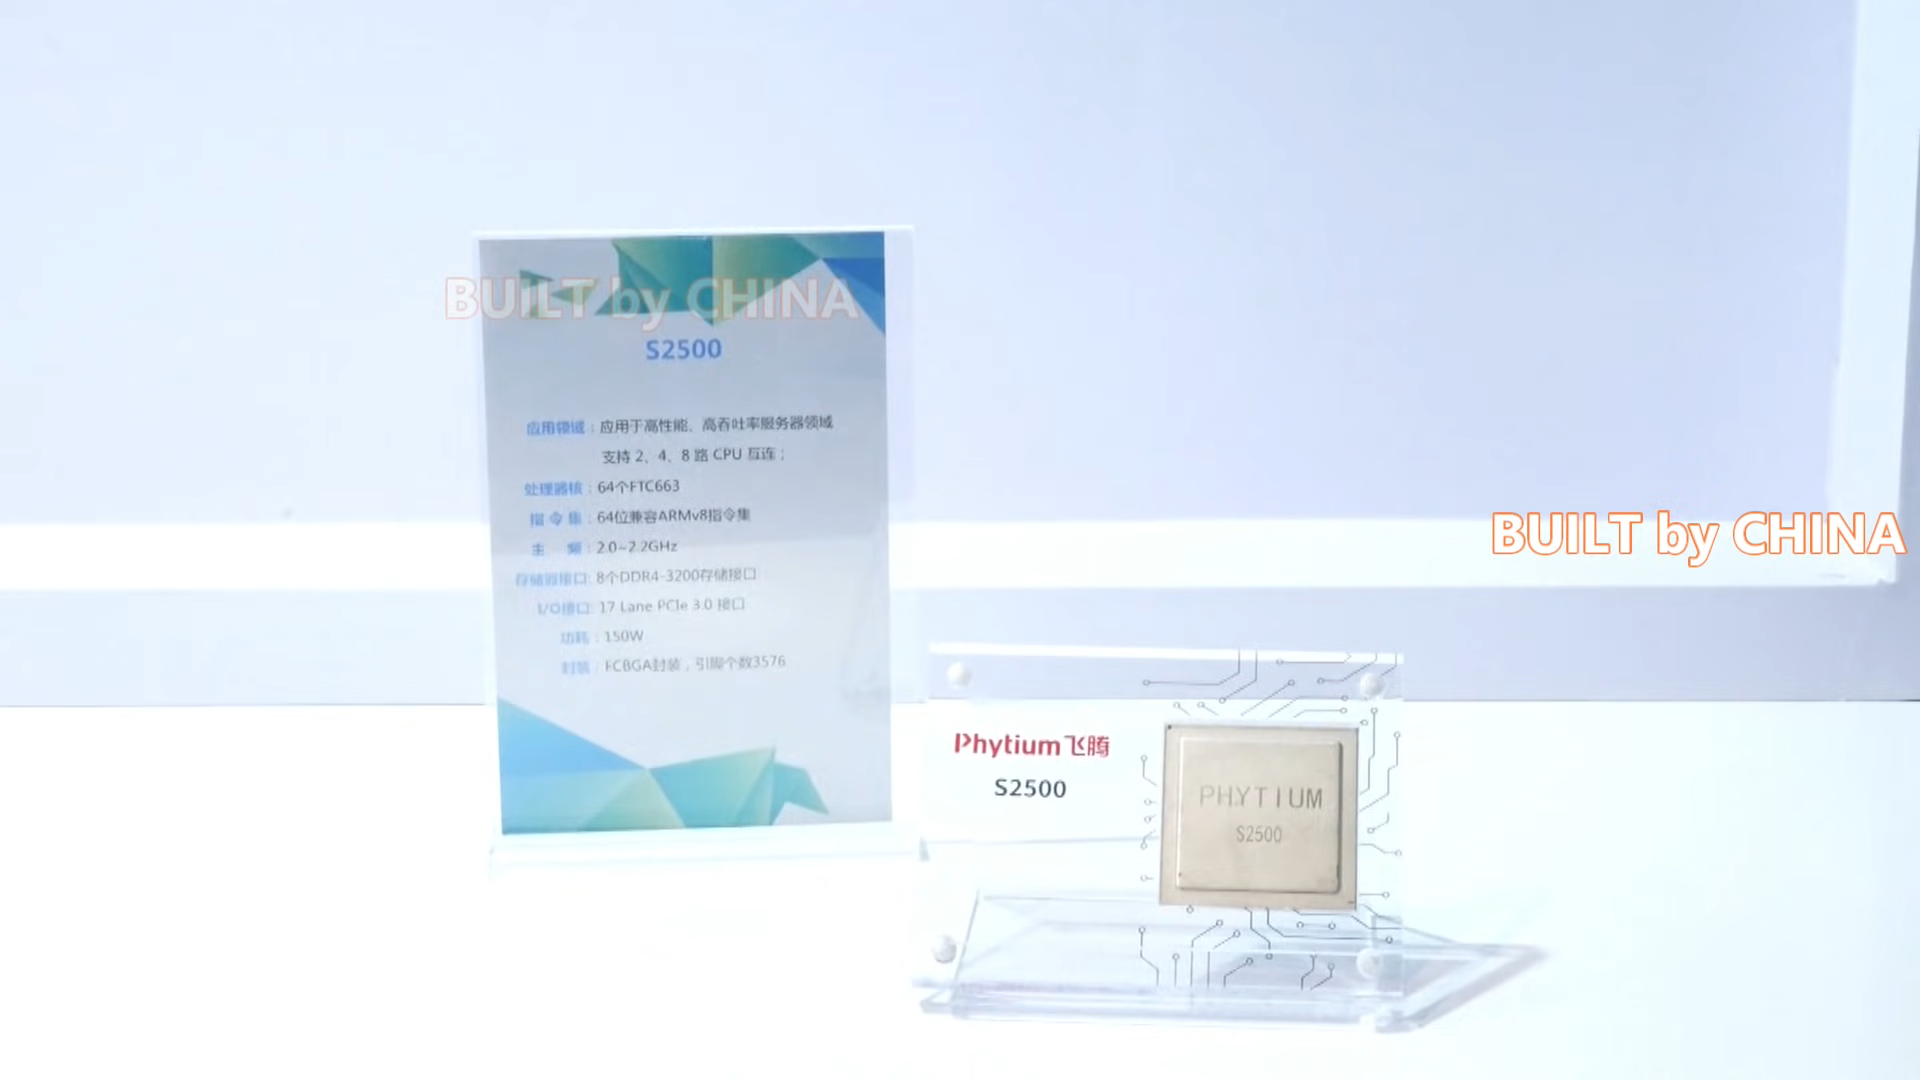 BUILT by CHINA
S2500
应用领域：应用于高性能、高吞吐率服务器领域
支持 2、4、8 路 CPU 互连；
处理器核：64个FTC663
指令集：64位兼容ARMv8指令集
主 频：2.0~2.2GHz
存储器接口：8个DDR4-3200存储接口
I/O接口：17 Lane PCIe 3.0 接口
功耗：150W
封装：FCBGA封装，引脚个数3576
BUILT by CHINA
Phytium飞腾
S2500
PHYTIUM
S2500